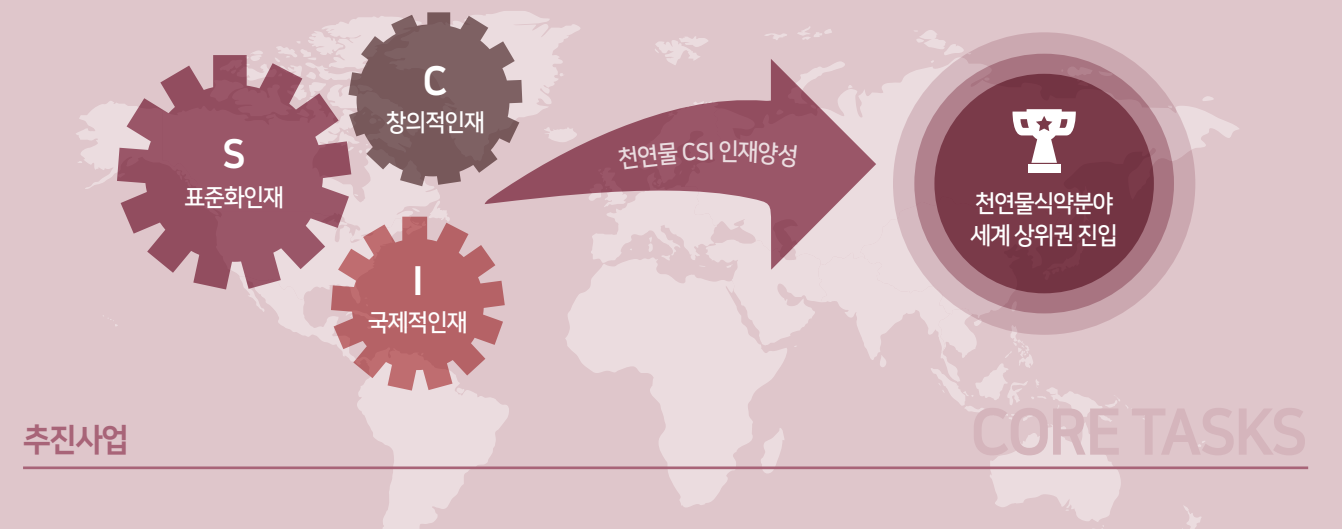 C
창의적인재
S
표준화인재
I
국제적인재
천연물 CSI 인재양성
천연물식약분야
세계 상위권 진입
추진사업
CORE TASKS